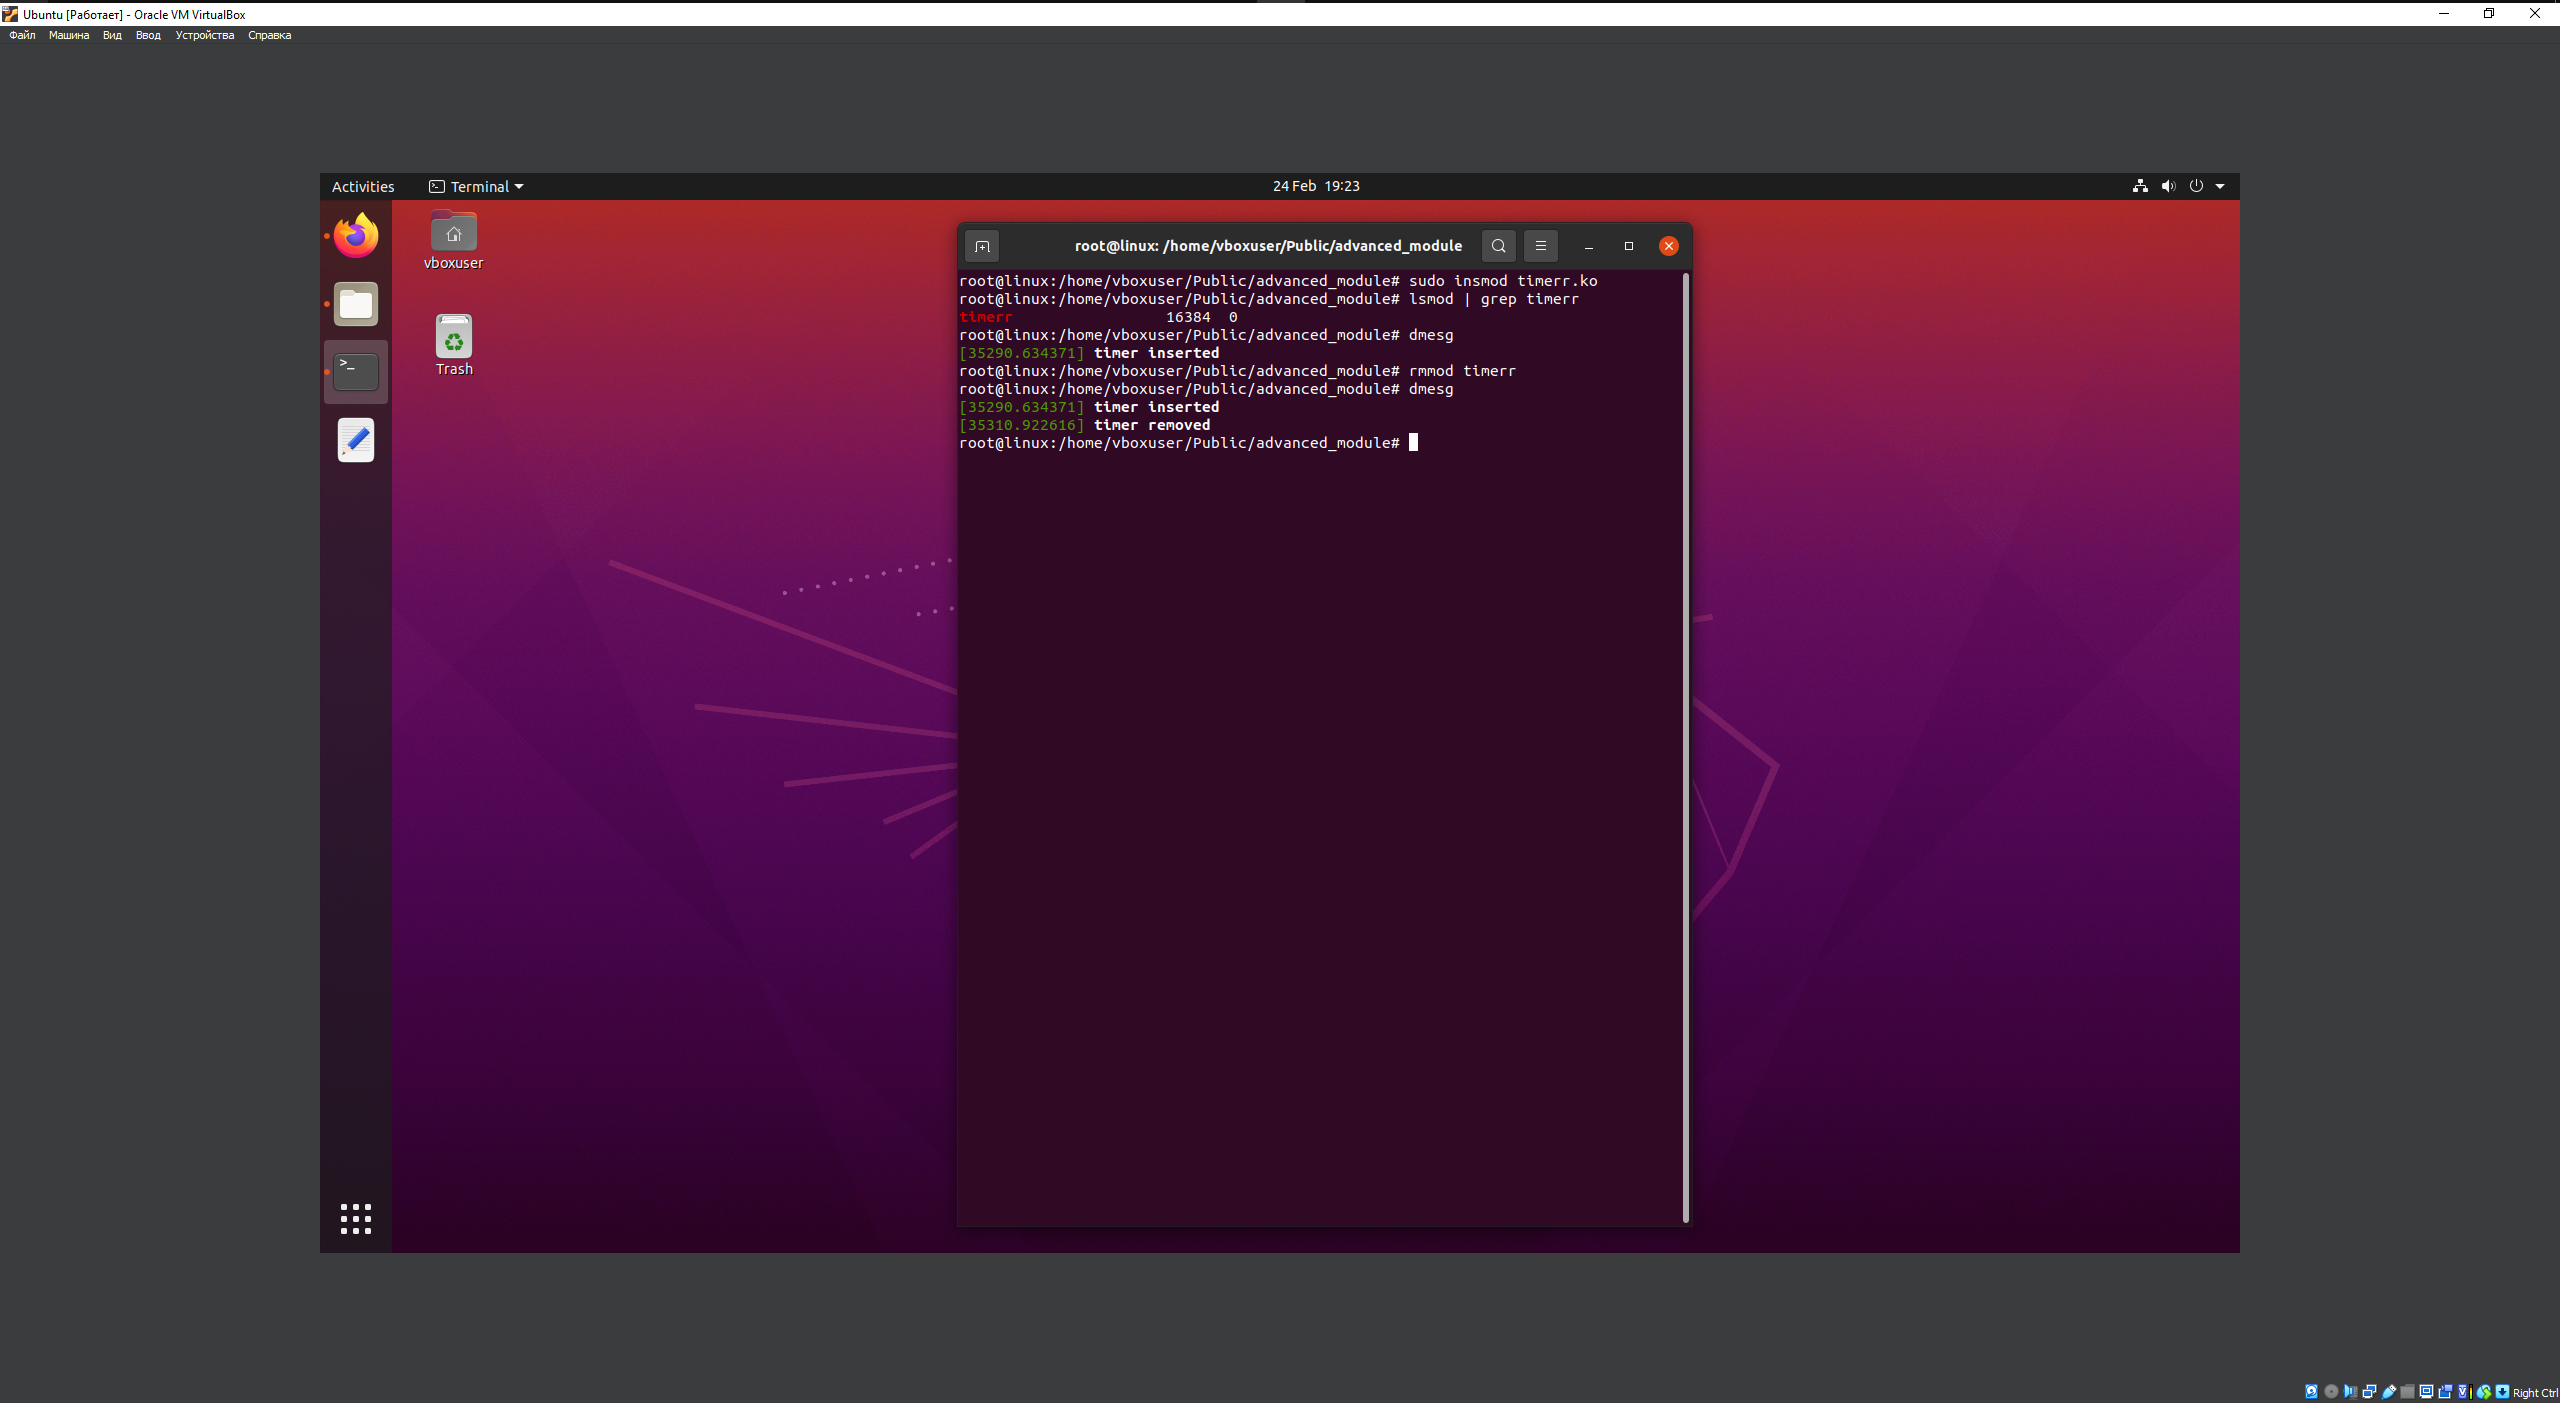 Ubuntu [Работает] - Oracle VM VirtualBox
Файл Машина Вид Ввод Устройства Справка
Activities Terminal 24 Feb 19:23
vboxuser
Trash
root@linux: /home/vboxuser/Public/advanced_module
root@linux:/home/vboxuser/Public/advanced_module# sudo insmod timerr.ko
root@linux:/home/vboxuser/Public/advanced_module# lsmod | grep timerr
timerr 16384 0
root@linux:/home/vboxuser/Public/advanced_module# dmesg
[35290.634371] timer inserted
root@linux:/home/vboxuser/Public/advanced_module# rmmod timerr
root@linux:/home/vboxuser/Public/advanced_module# dmesg
[35290.634371] timer inserted
[35310.922616] timer removed
root@linux:/home/vboxuser/Public/advanced_module#
Right Ctrl